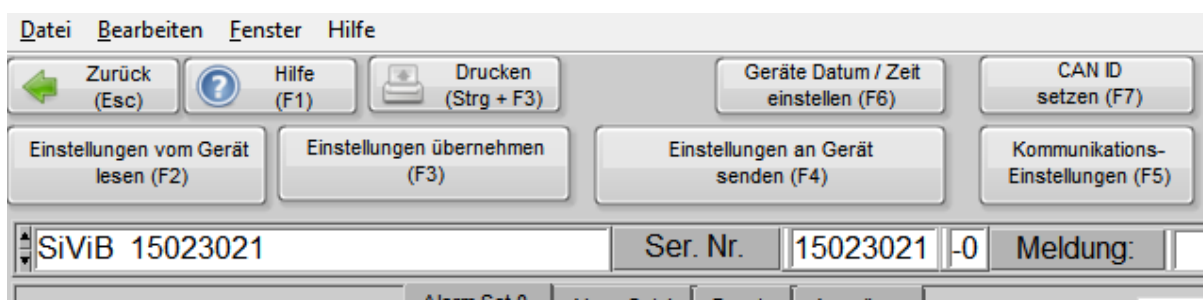 Datei Bearbeiten Fenster Hilfe
Zurück (Esc)
Hilfe (F1)
Drucken (Strg + F3)
Geräte Datum / Zeit einstellen (F6)
CAN ID setzen (F7)
Einstellungen vom Gerät lesen (F2)
Einstellungen übernehmen (F3)
Einstellungen an Gerät senden (F4)
Kommunikations-
Einstellungen (F5)
SiViB 15023021 Ser. Nr. 15023021 -0 Meldung: